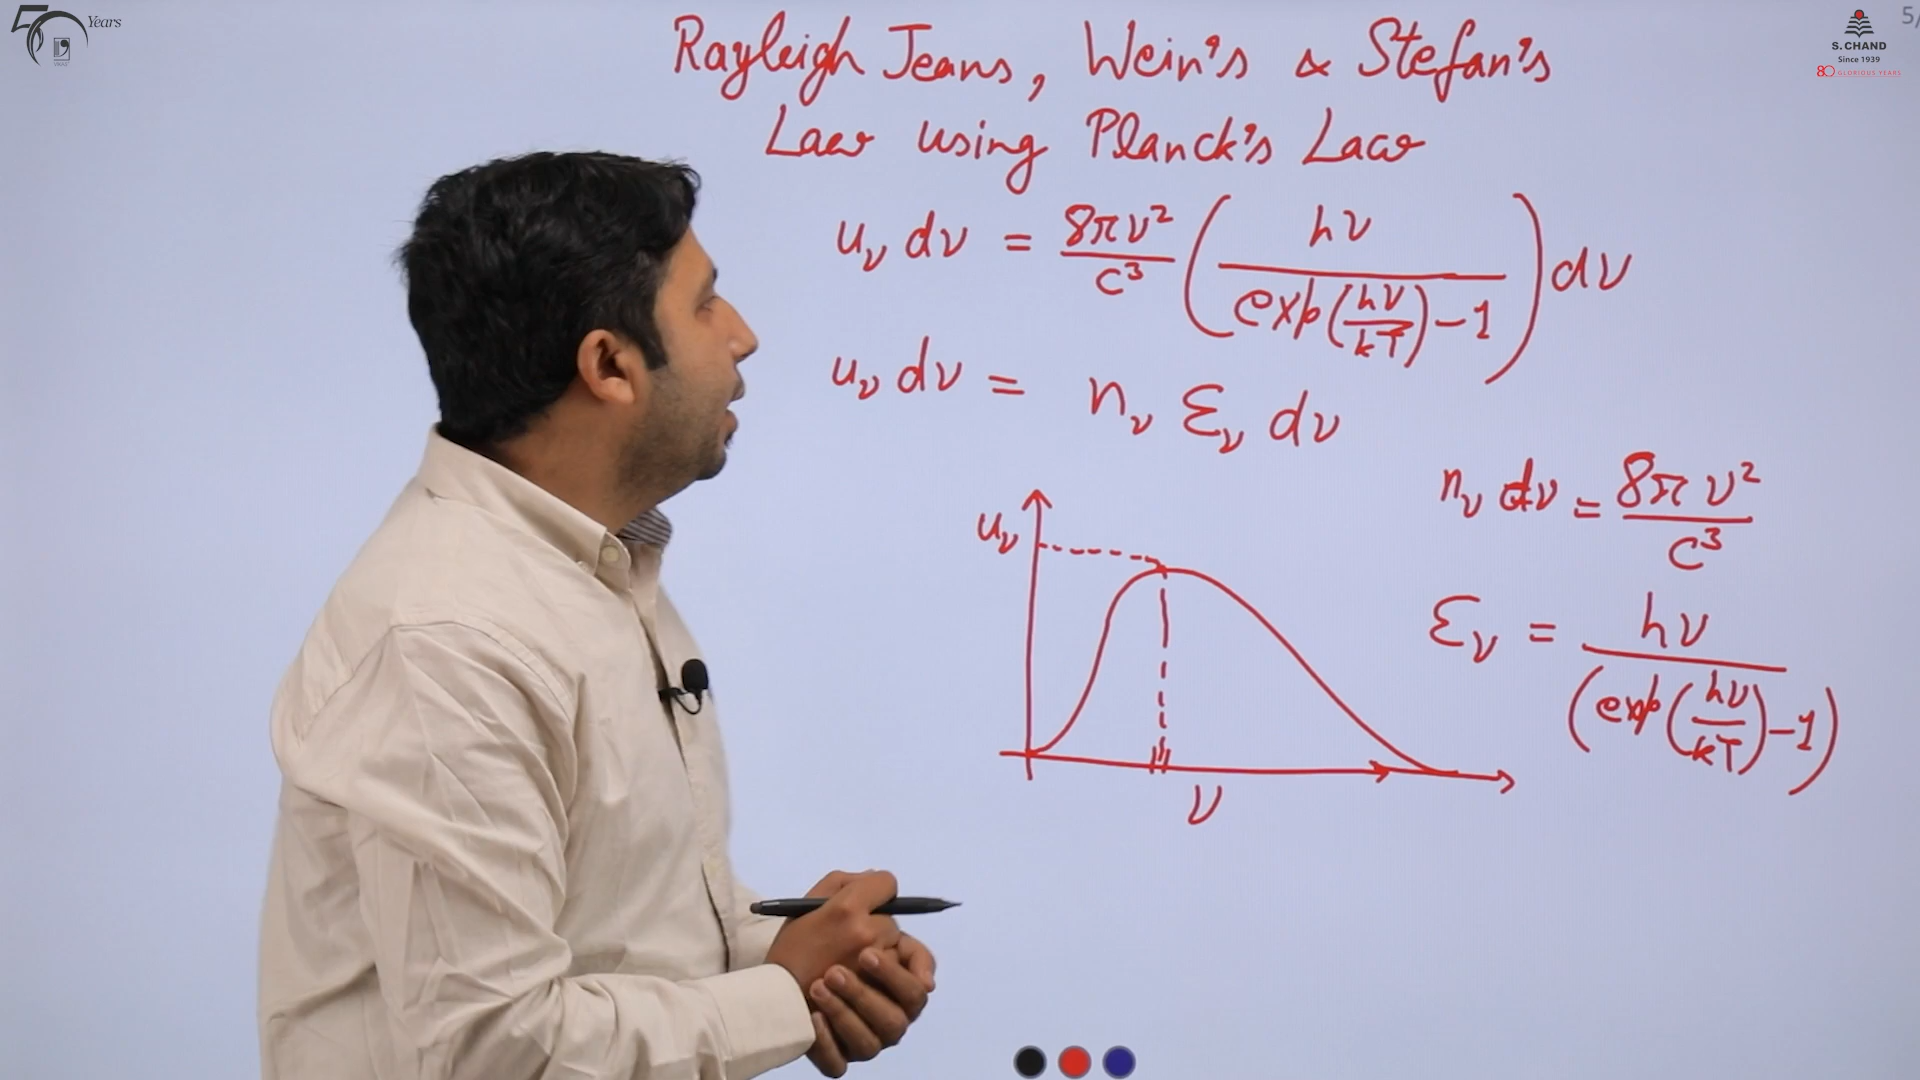 50 Years
S. CHAND
Since 1939
80 GLORIOUS YEARS
5/
Rayleigh Jeans, Wein's & Stefan's
Law using Planck's Law
u_ν dν = 8πν²/c³ (hν / exp(hν/kT) - 1) dν
u_ν dν = n_ν ε_ν dν
n_ν dν = 8πν²/c³
u_ν
ε_ν = hν / (exp(hν/kT) - 1)
ν